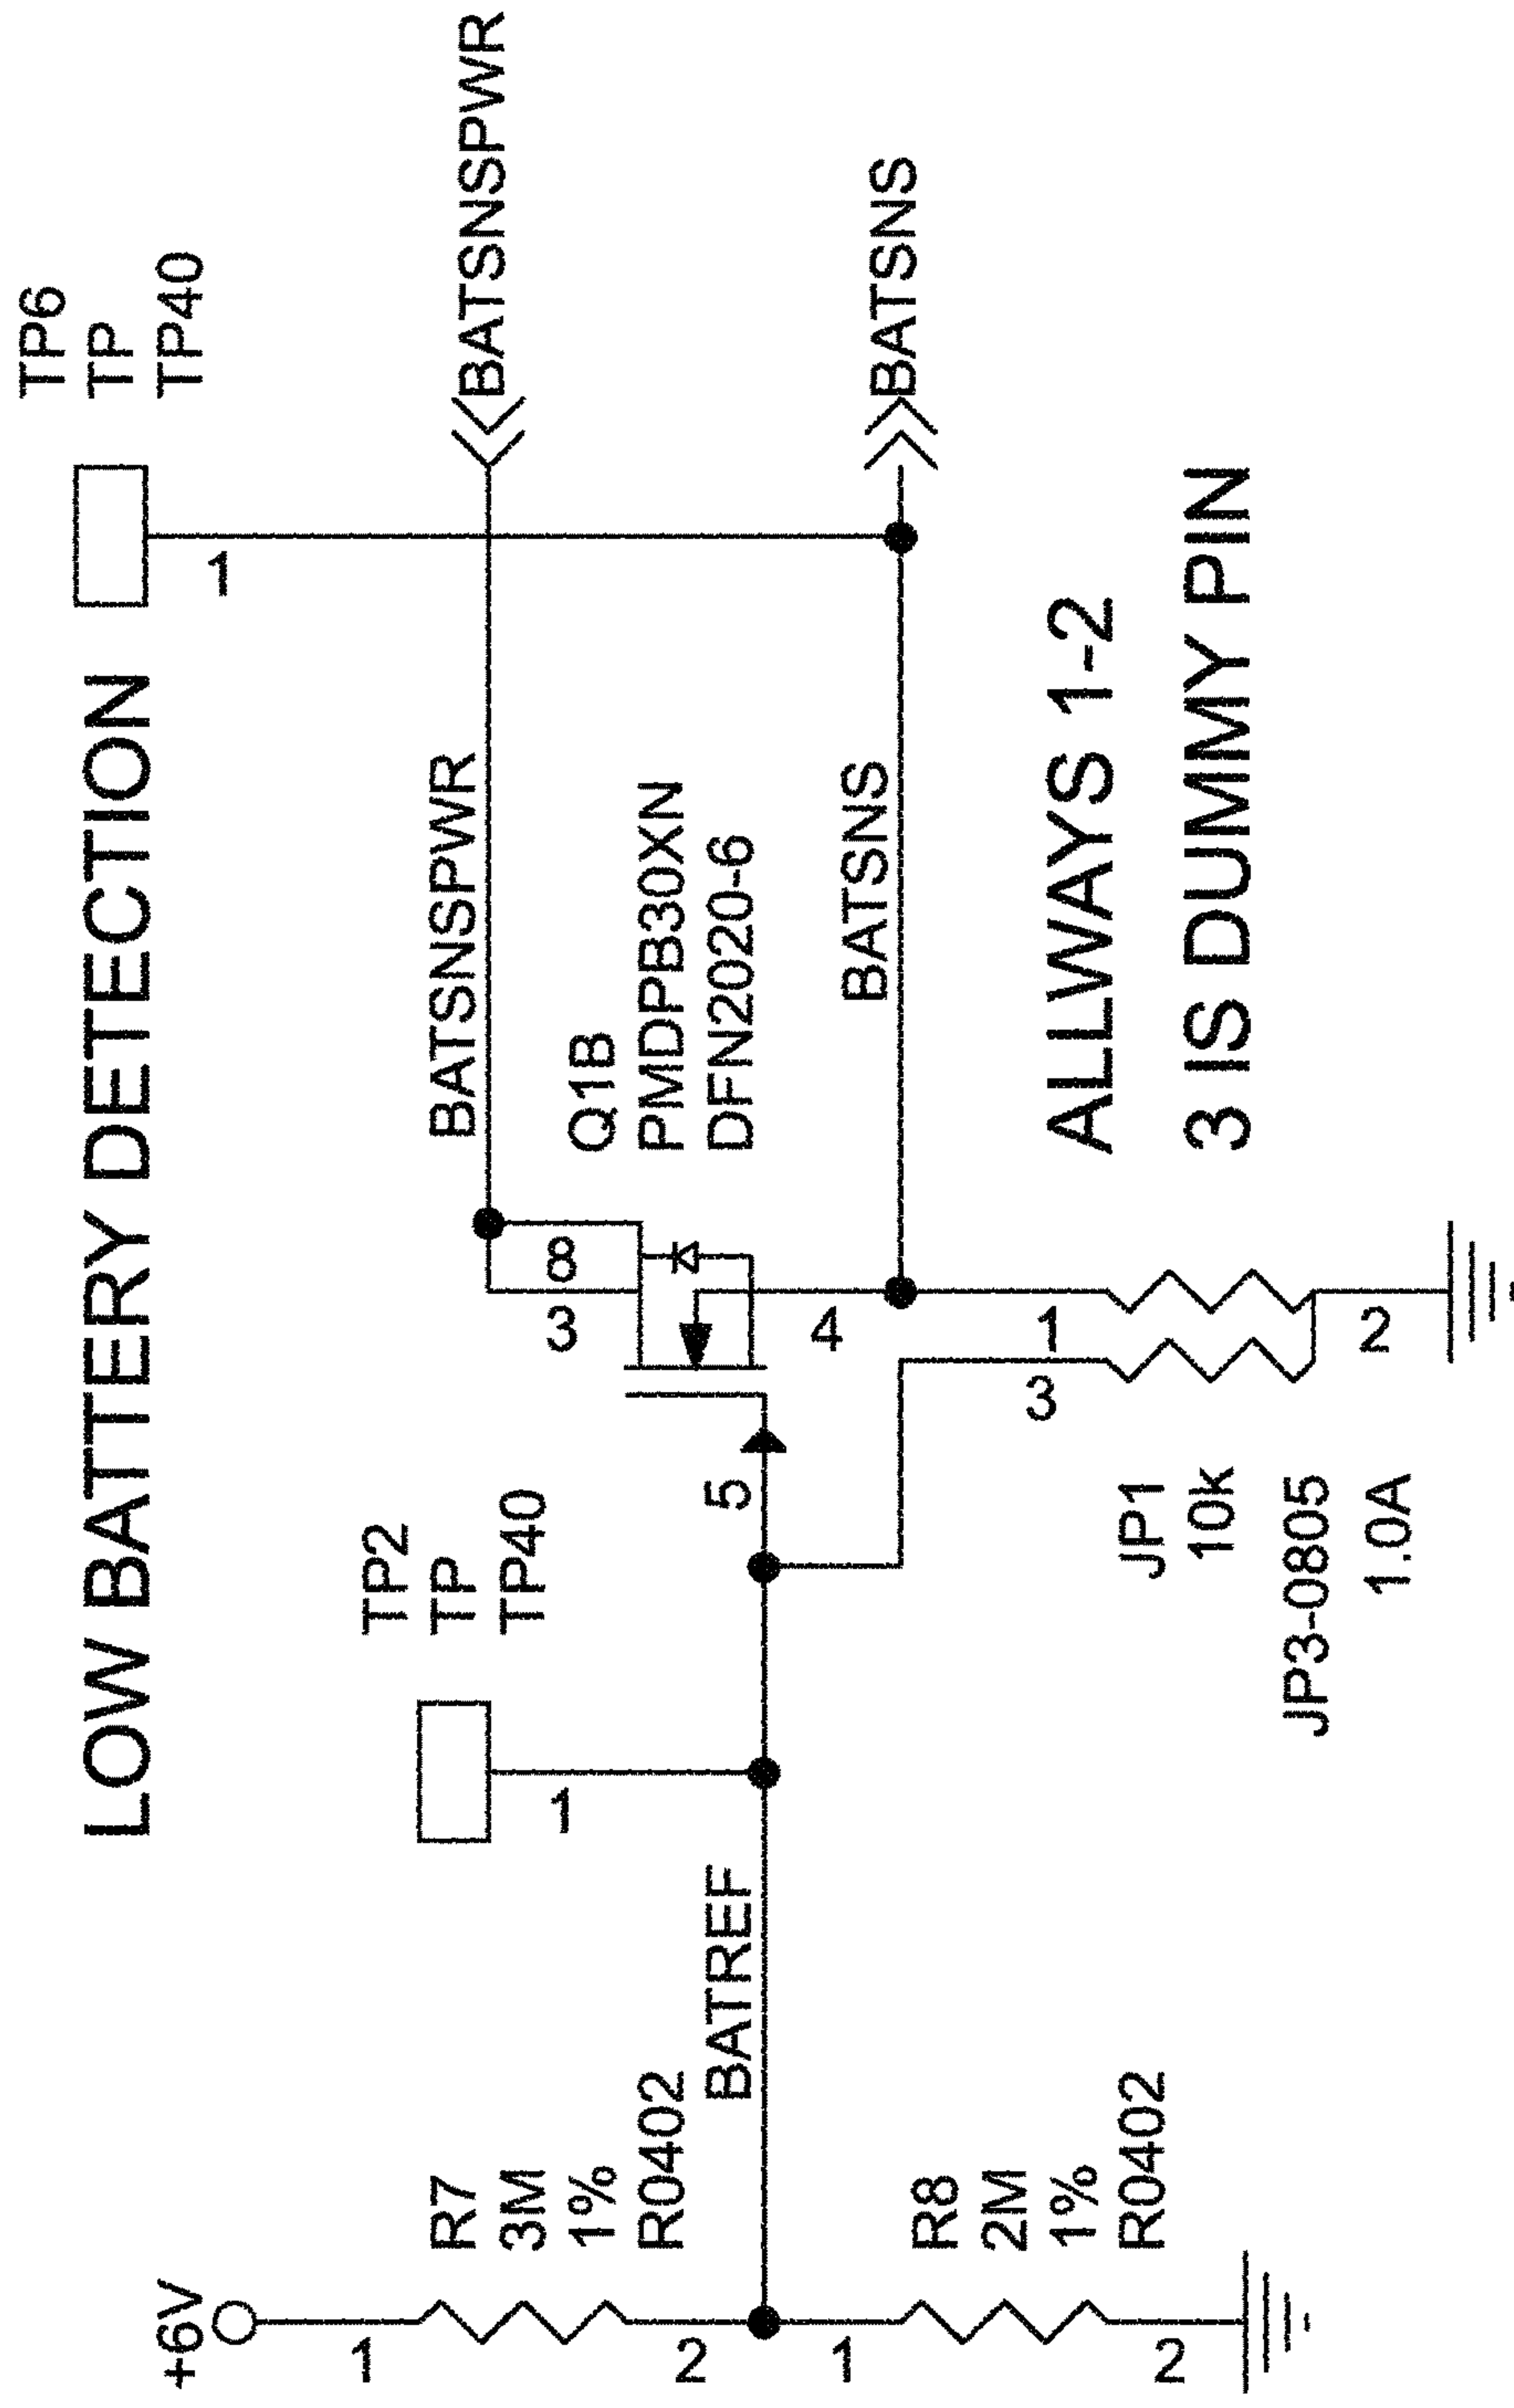 LOW BATTERY DETECTION
+6V
1
R7
3M
1%
R0402
2
BATREF
1
R8
2M
1%
R0402
2
TP2
TP
TP40
1
5
BATSNSPWR
8
3
Q1B
PMDPB30XN
DFN2020-6
4
BATSNS
TP6
TP
TP40
1
BATSNSPWR
BATSNS
1
3
2
JP1
10k
JP3-0805
1.0A
ALLWAYS 1-2
3 IS DUMMY PIN